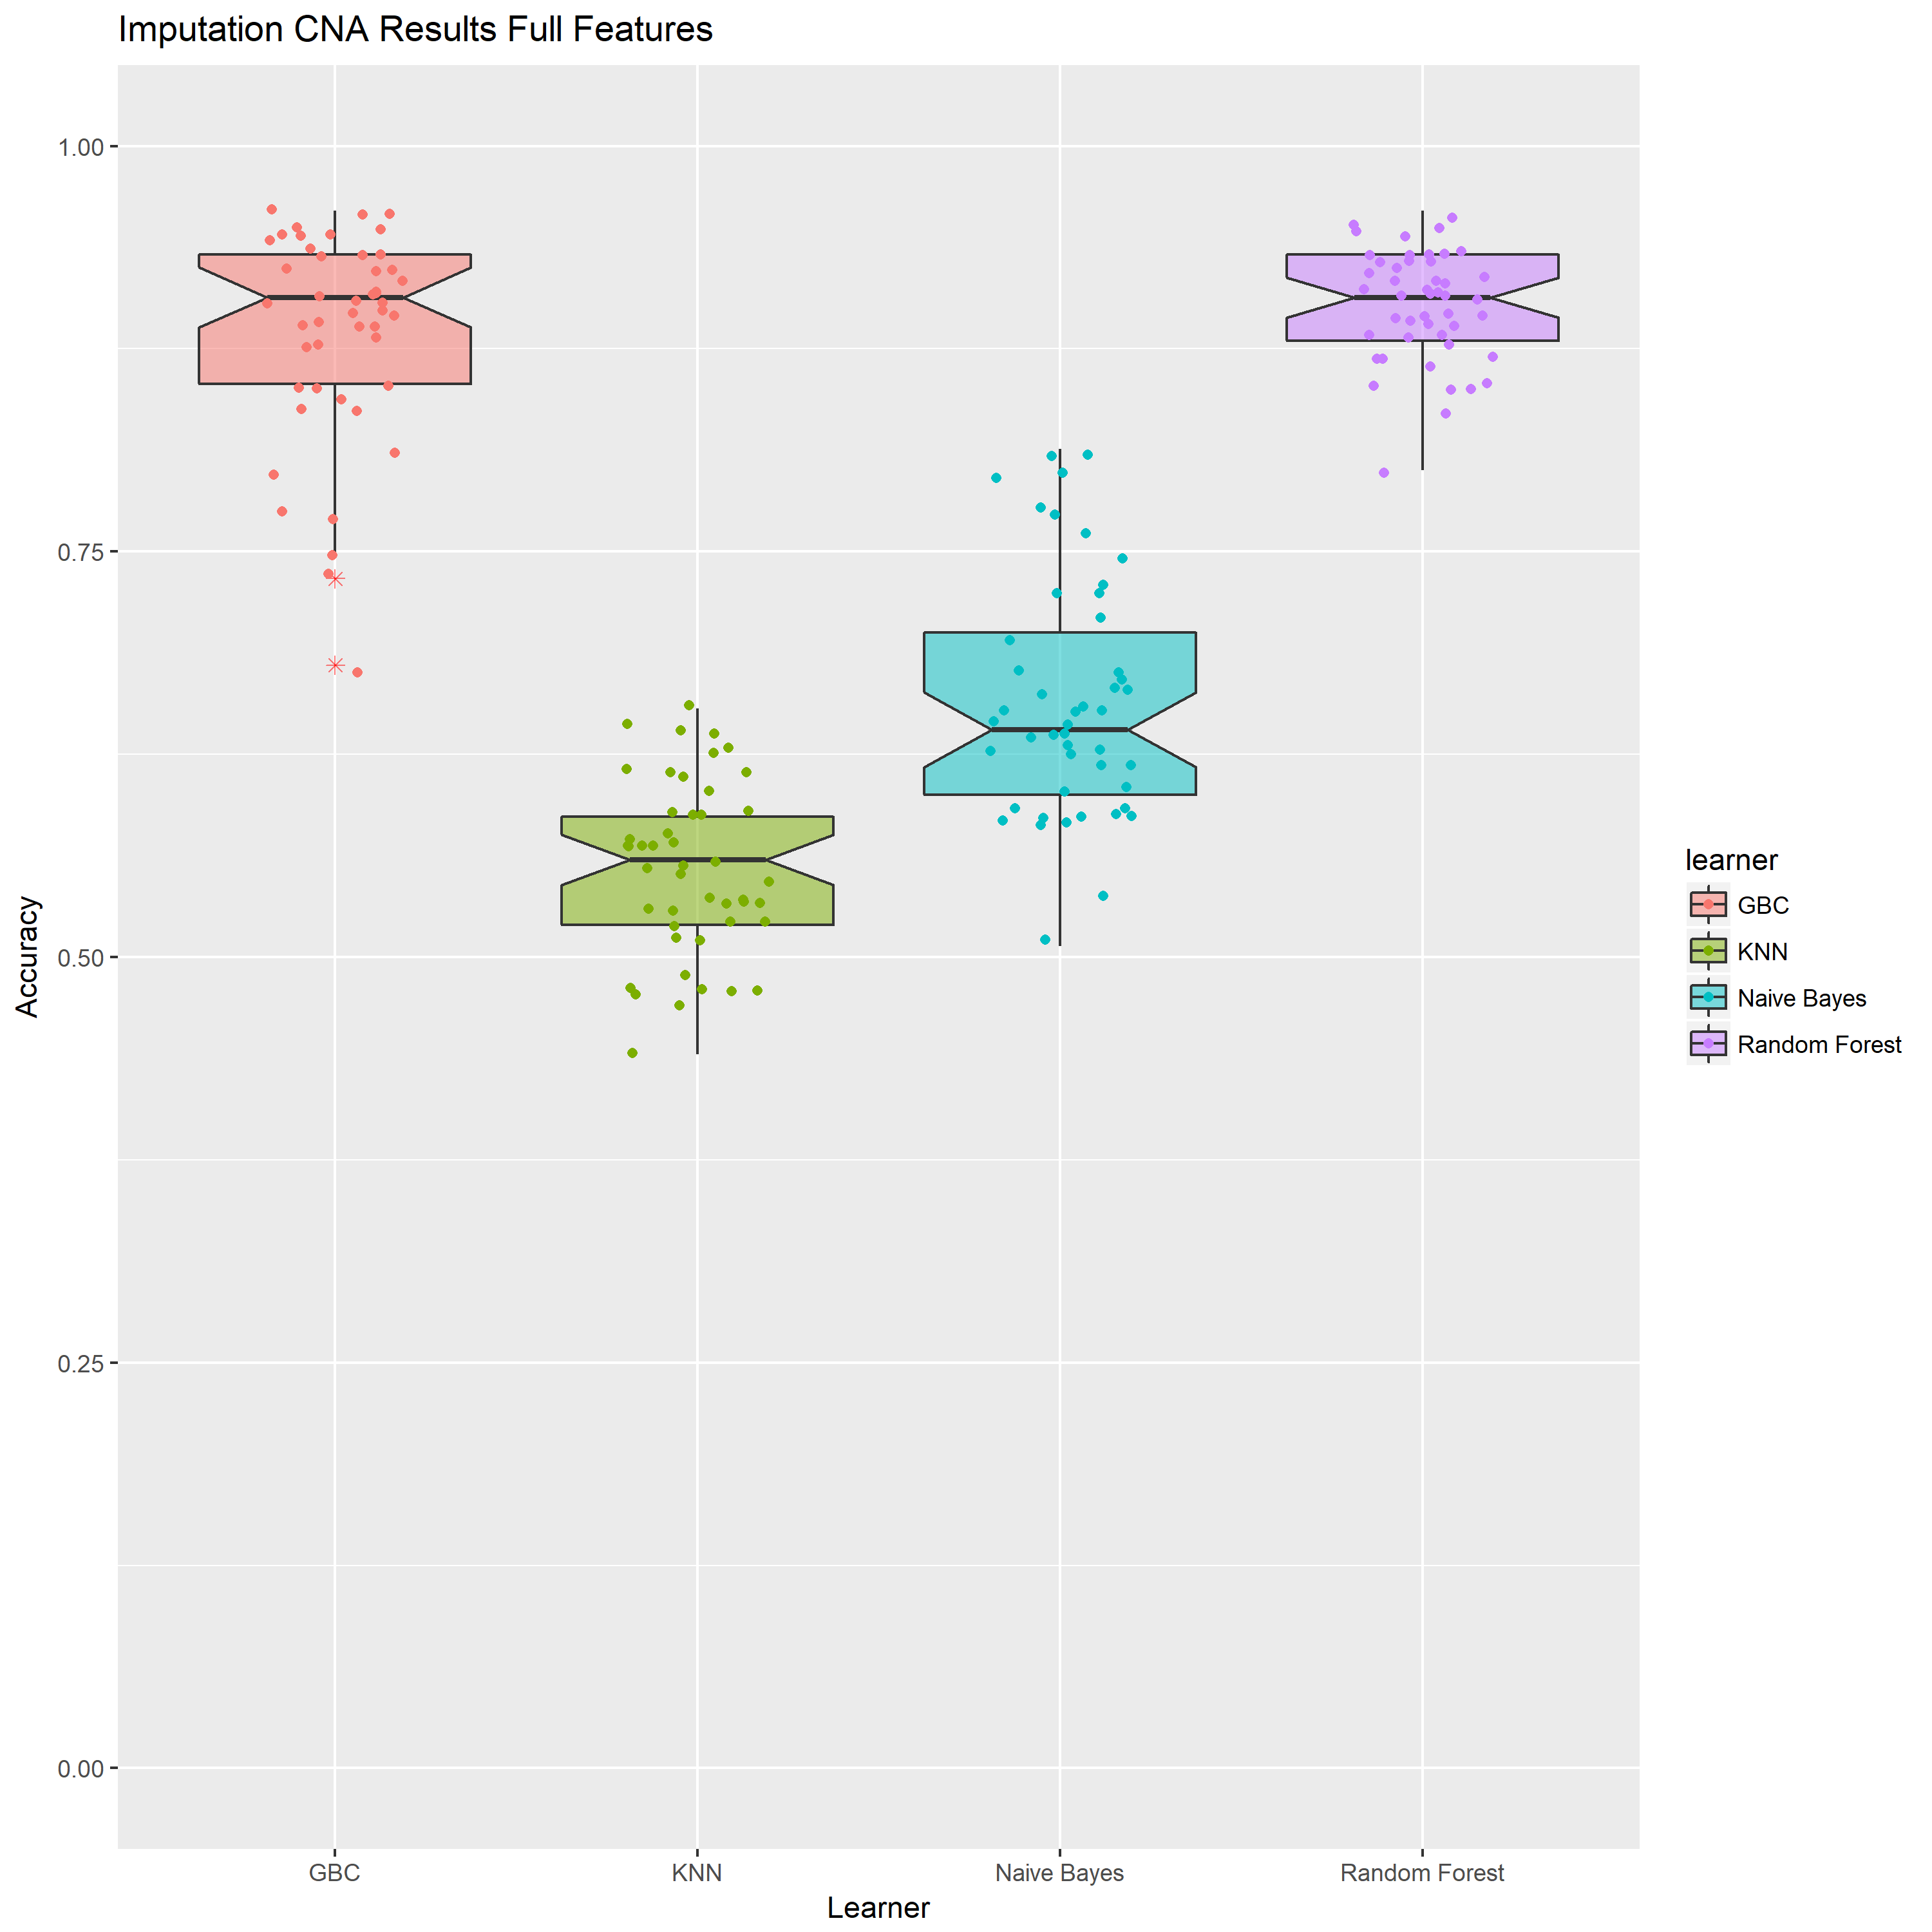 Imputation CNA Results Full Features
1.00
0.75
0.50
0.25
0.00
Accuracy
GBC
KNN
Naive Bayes
Random Forest
Learner
learner
GBC
KNN
Naive Bayes
Random Forest